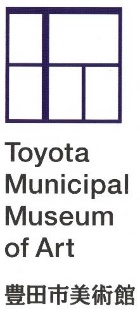 Toyota
Municipal
Museum
of Art
豊田市美術館